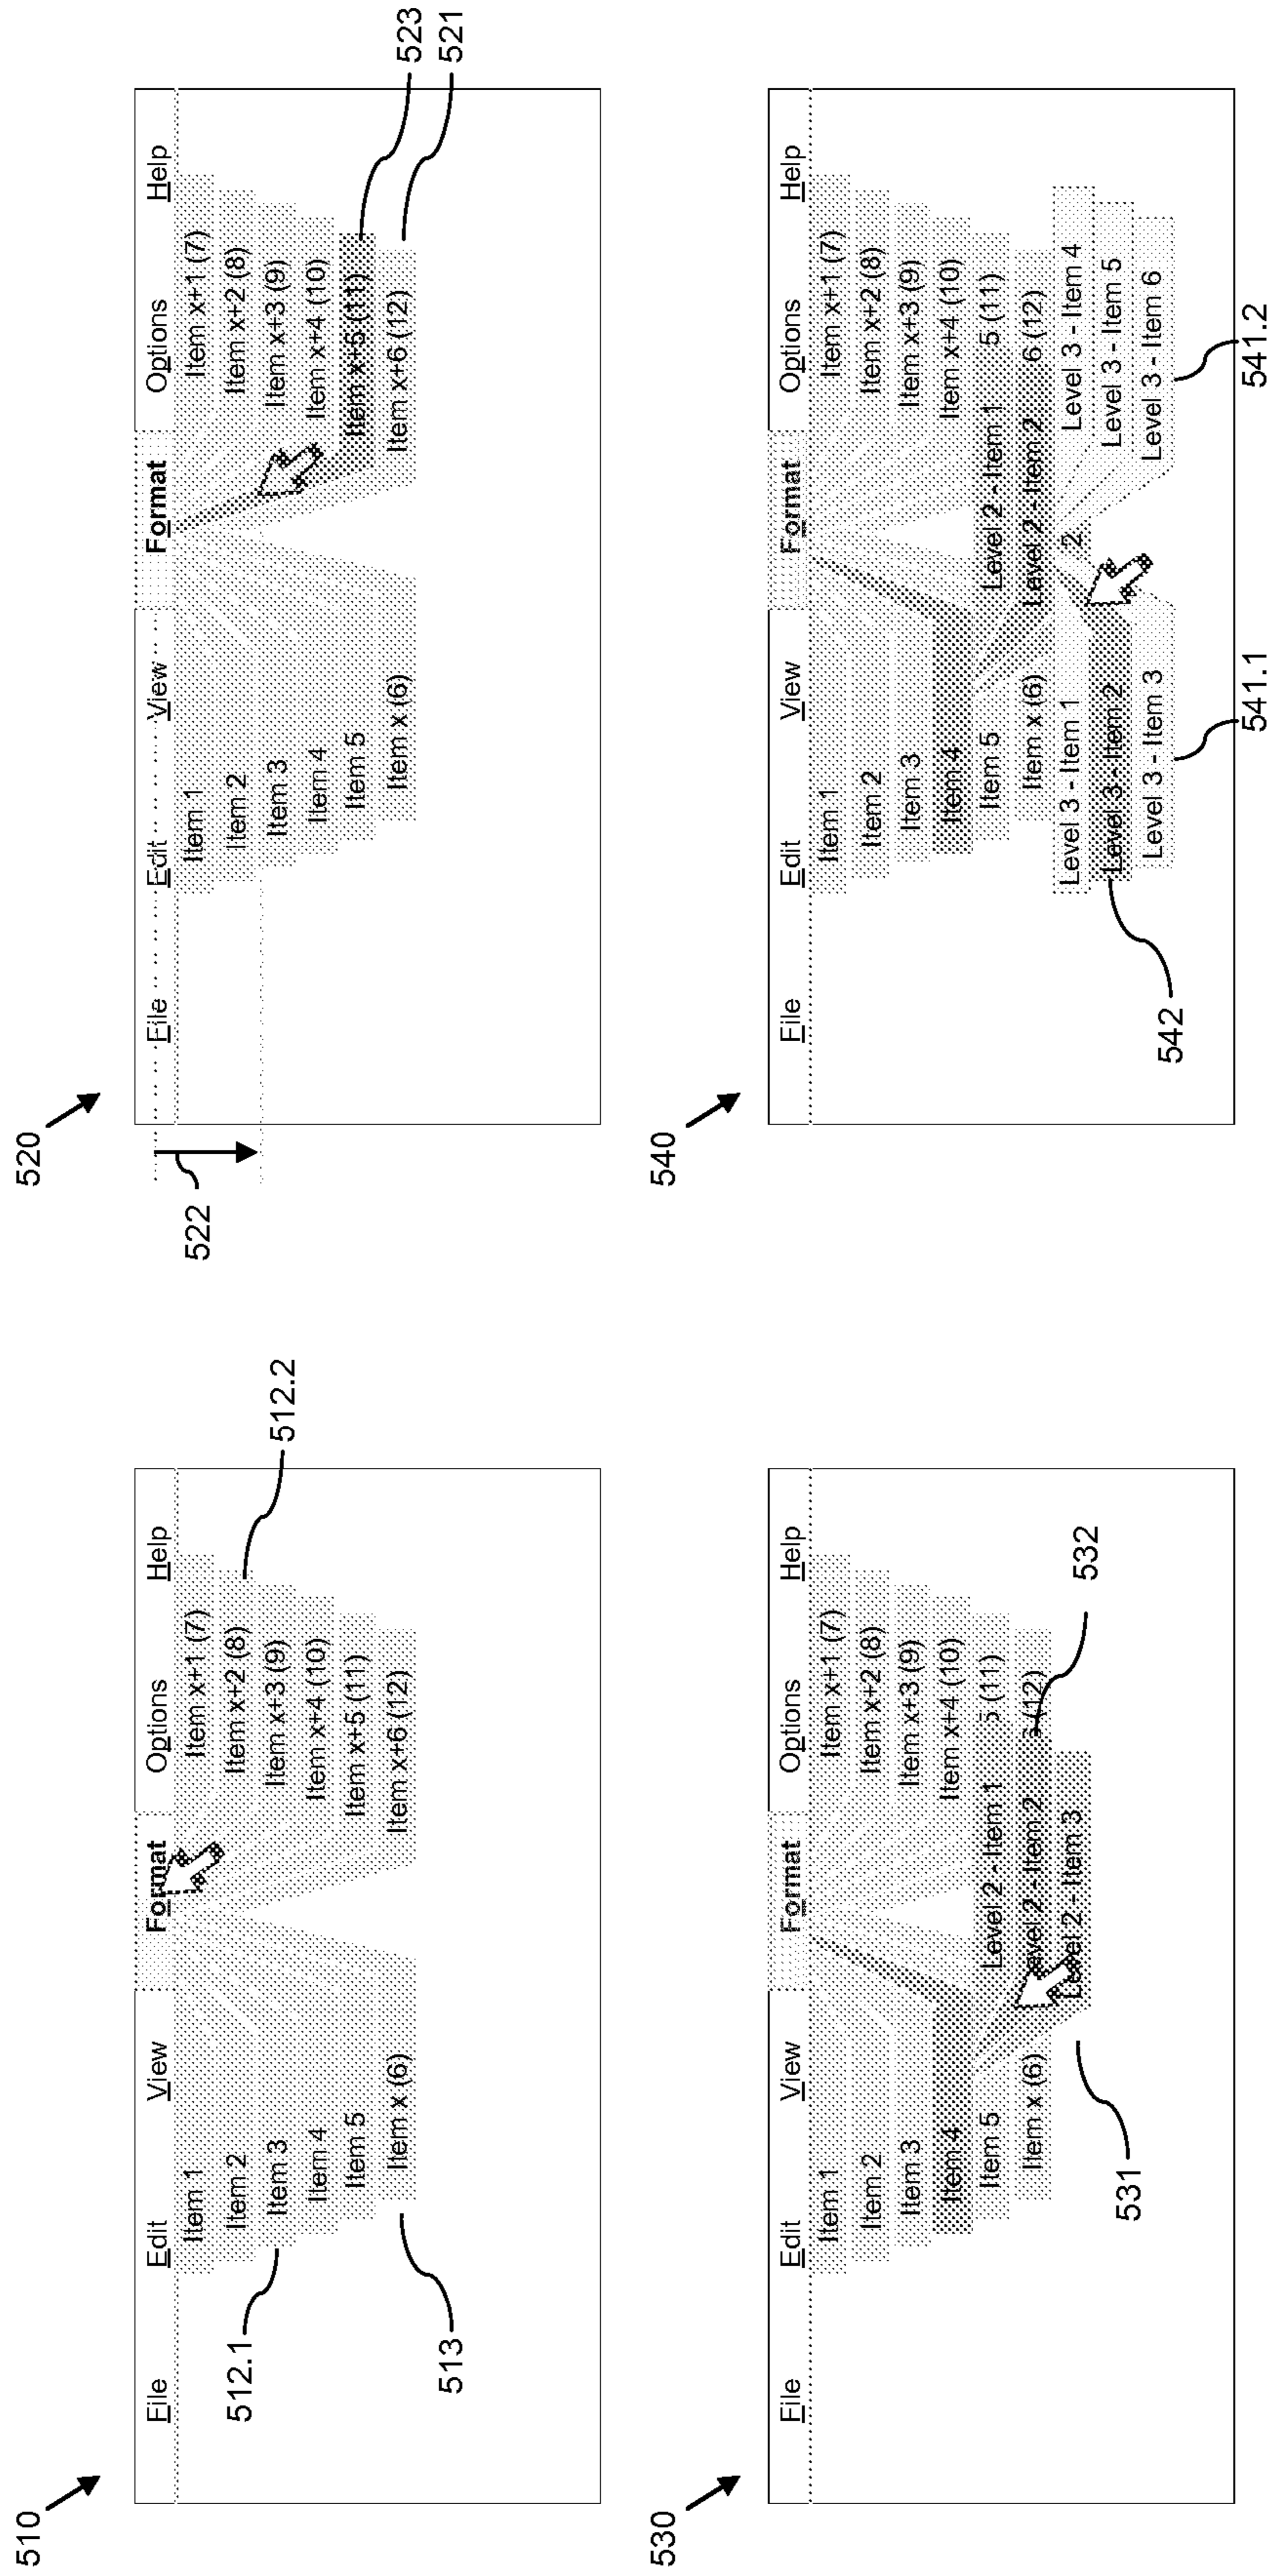 510
File Edit View Format Options Help
Item 1 Item x+1 (7)
Item 2 Item x+2 (8)
Item 3 Item x+3 (9)
Item 4 Item x+4 (10)
Item 5 Item x+5 (11)
Item x (6) Item x+6 (12)
512.1
512.2
513
520
File Edit View Format Options Help
Item 1 Item x+1 (7)
Item 2 Item x+2 (8)
Item 3 Item x+3 (9)
Item 4 Item x+4 (10)
Item 5 Item x+5 (11)
Item x (6) Item x+6 (12)
522
523
521
530
File Edit View Format Options Help
Item 1 Item x+1 (7)
Item 2 Item x+2 (8)
Item 3 Item x+3 (9)
Item 4 Item x+4 (10)
Item 5 Level 2 - Item 1 5 (11)
Item x (6) Level 2 - Item 2 (12)
Level 2 - Item 3
531
532
540
File Edit View Format Options Help
Item 1 Item x+1 (7)
Item 2 Item x+2 (8)
Item 3 Item x+3 (9)
Item 4 Item x+4 (10)
Item 5 Level 2 - Item 1 5 (11)
Item x (6) Level 2 - Item 2 6 (12)
Level 3 - Item 1 2 Level 3 - Item 4
Level 3 - Item 2 Level 3 - Item 5
Level 3 - Item 3 Level 3 - Item 6
542
541.1
541.2